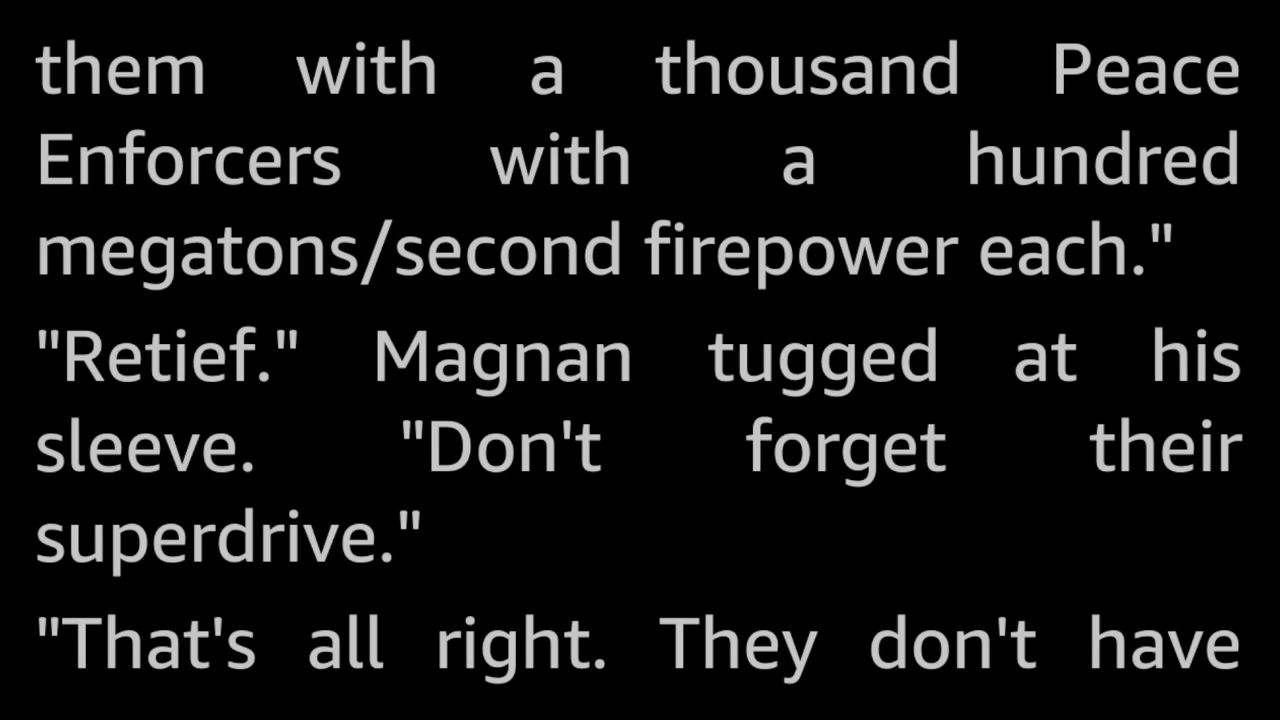 them with a thousand Peace
Enforcers with a hundred
megatons/second firepower each."
"Retief." Magnan tugged at his
sleeve. "Don't forget their
superdrive."
"That's all right. They don't have